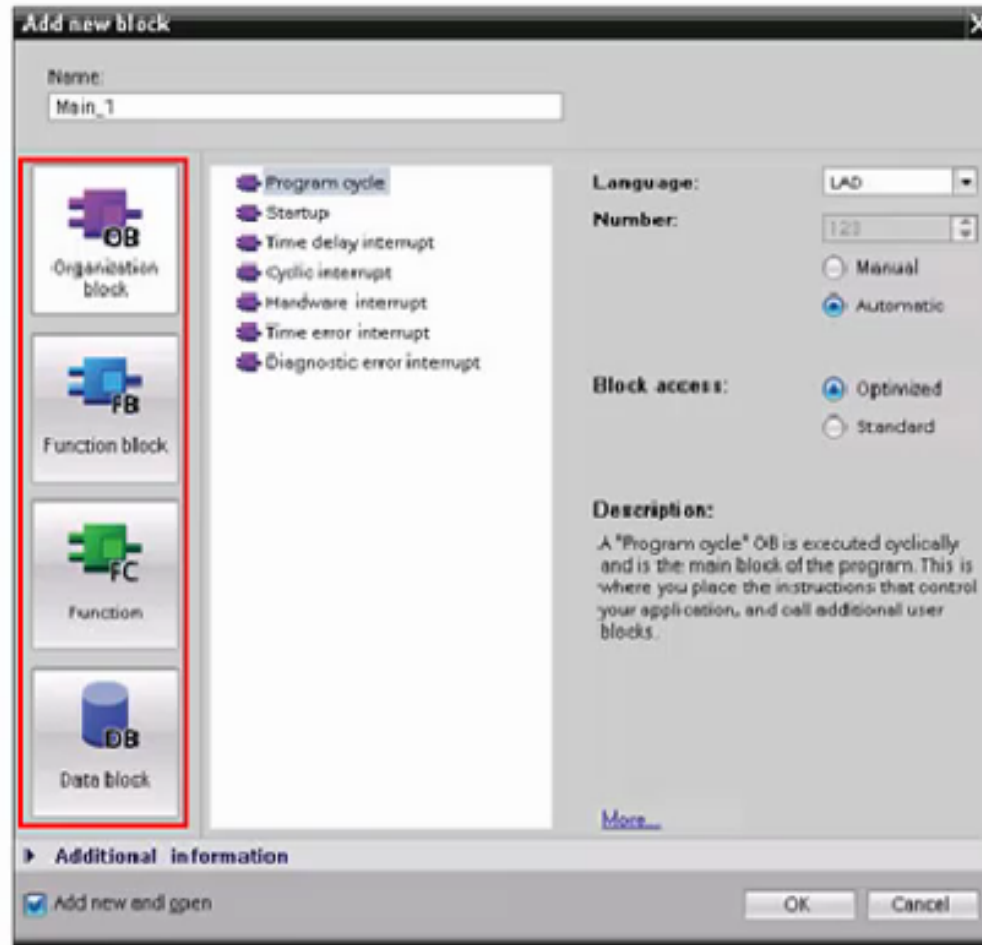 Add new block
X
Name:
Main_1
OB
Organization
block
FB
Function block
FC
Function
DB
Data block
Program cycle
Startup
Time delay interrupt
Cyclic interrupt
Hardware interrupt
Time error interrupt
Diagnostic error interrupt
Language:
LAD
Number:
123
Manual
Automatic
Block access:
Optimized
Standard
Description:
A "Program cycle" OB is executed cyclically
and is the main block of the program. This is
where you place the instructions that control
your application, and call additional user
blocks.
More...
Additional information
Add new and open
OK
Cancel